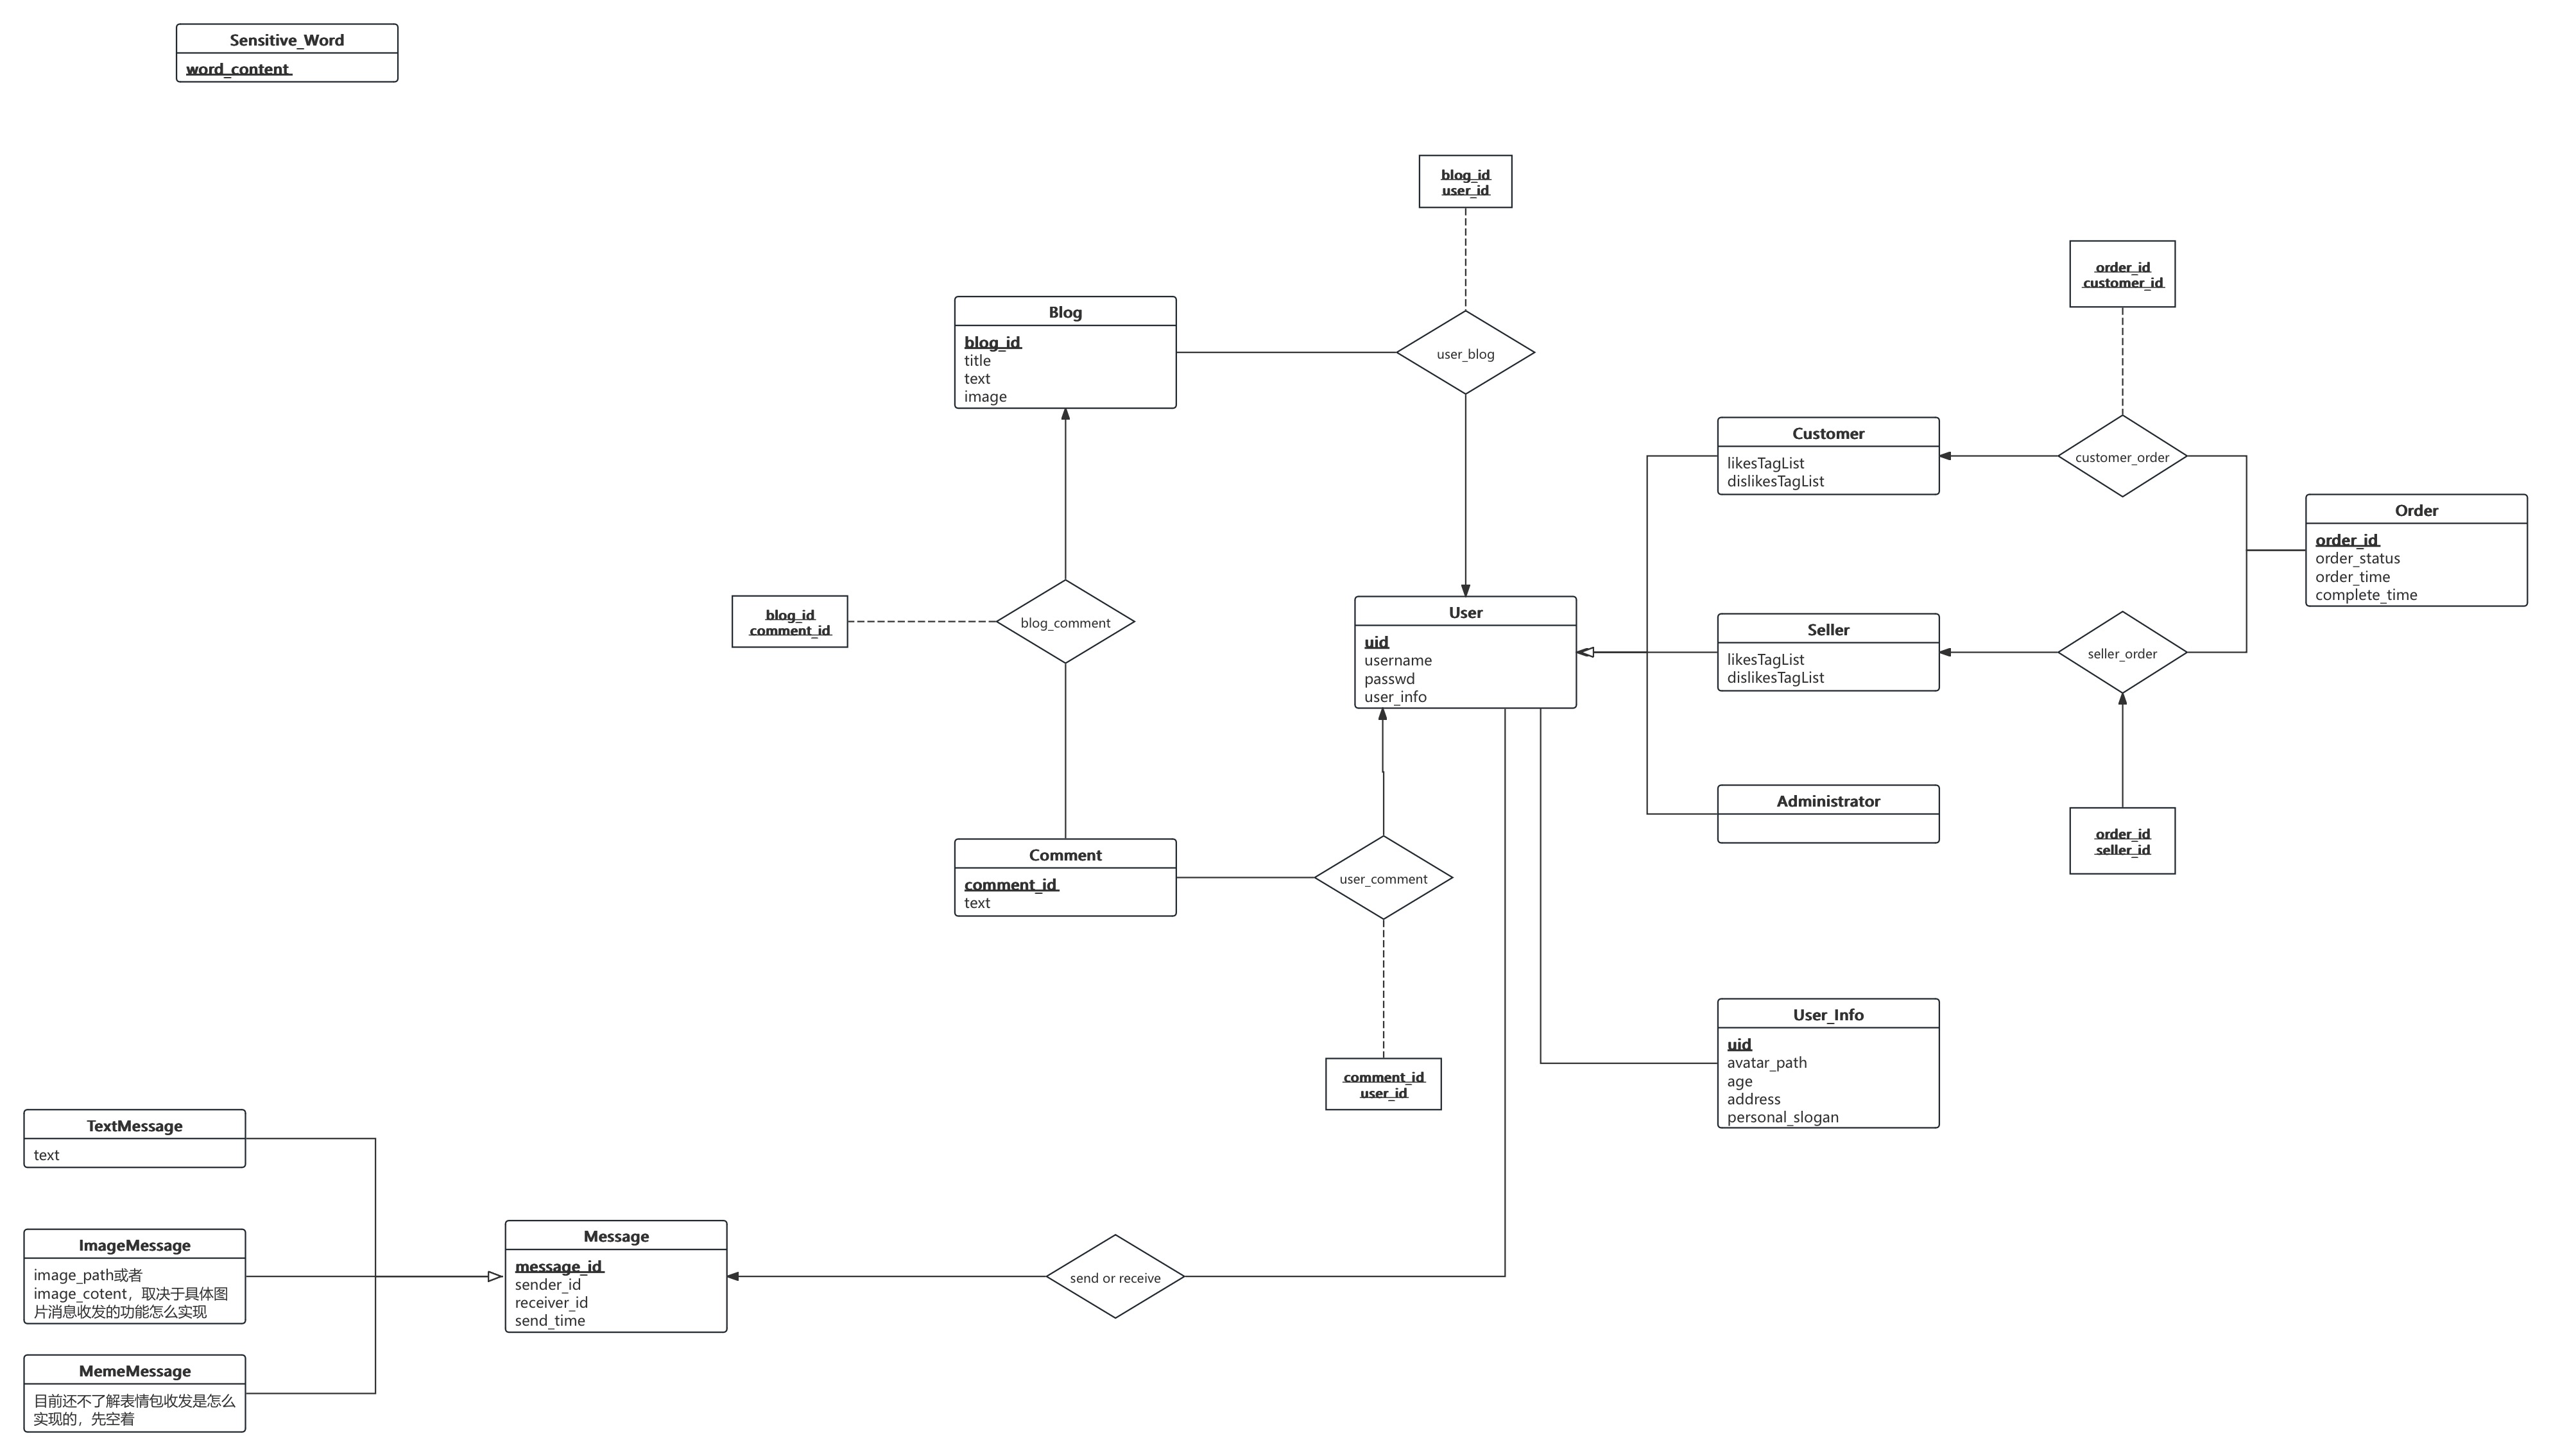 Sensitive_Word
word_content
blog_id
user_id
order_id
customer_id
Blog
blog_id
title
text
image
user_blog
Customer
likesTagList
dislikesTagList
customer_order
Order
order_id
order_status
order_time
complete_time
blog_id
comment_id
blog_comment
User
uid
username
passwd
user_info
Seller
likesTagList
dislikesTagList
seller_order
Administrator
order_id
seller_id
Comment
comment_id
text
user_comment
comment_id
user_id
User_Info
uid
avatar_path
age
address
personal_slogan
TextMessage
text
ImageMessage
image_path或者
image_cotent，取决于具体图
片消息收发的功能怎么实现
Message
message_id
sender_id
receiver_id
send_time
send or receive
MemeMessage
目前还不了解表情包收发是怎么
实现的，先空着